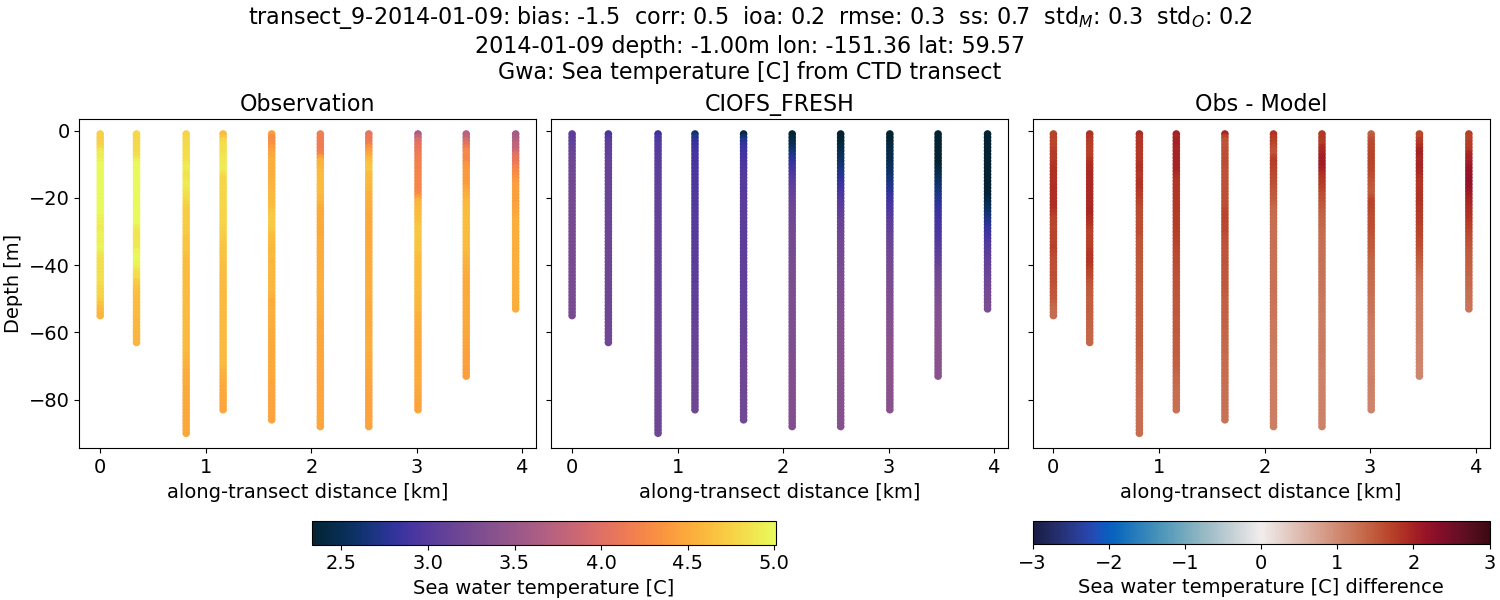 transect_9-2014-01-09: bias: -1.5  corr: 0.5  ioa: 0.2  rmse: 0.3  ss: 0.7  std_M: 0.3  std_O: 0.2
2014-01-09 depth: -1.00m lon: -151.36 lat: 59.57
Gwa: Sea temperature [C] from CTD transect
Observation
CIOFS_FRESH
Obs - Model
Depth [m]
0
−20
−40
−60
−80
0 1 2 3 4
0 1 2 3 4
0 1 2 3 4
along-transect distance [km]
along-transect distance [km]
along-transect distance [km]
2.5 3.0 3.5 4.0 4.5 5.0
Sea water temperature [C]
−3 −2 −1 0 1 2 3
Sea water temperature [C] difference